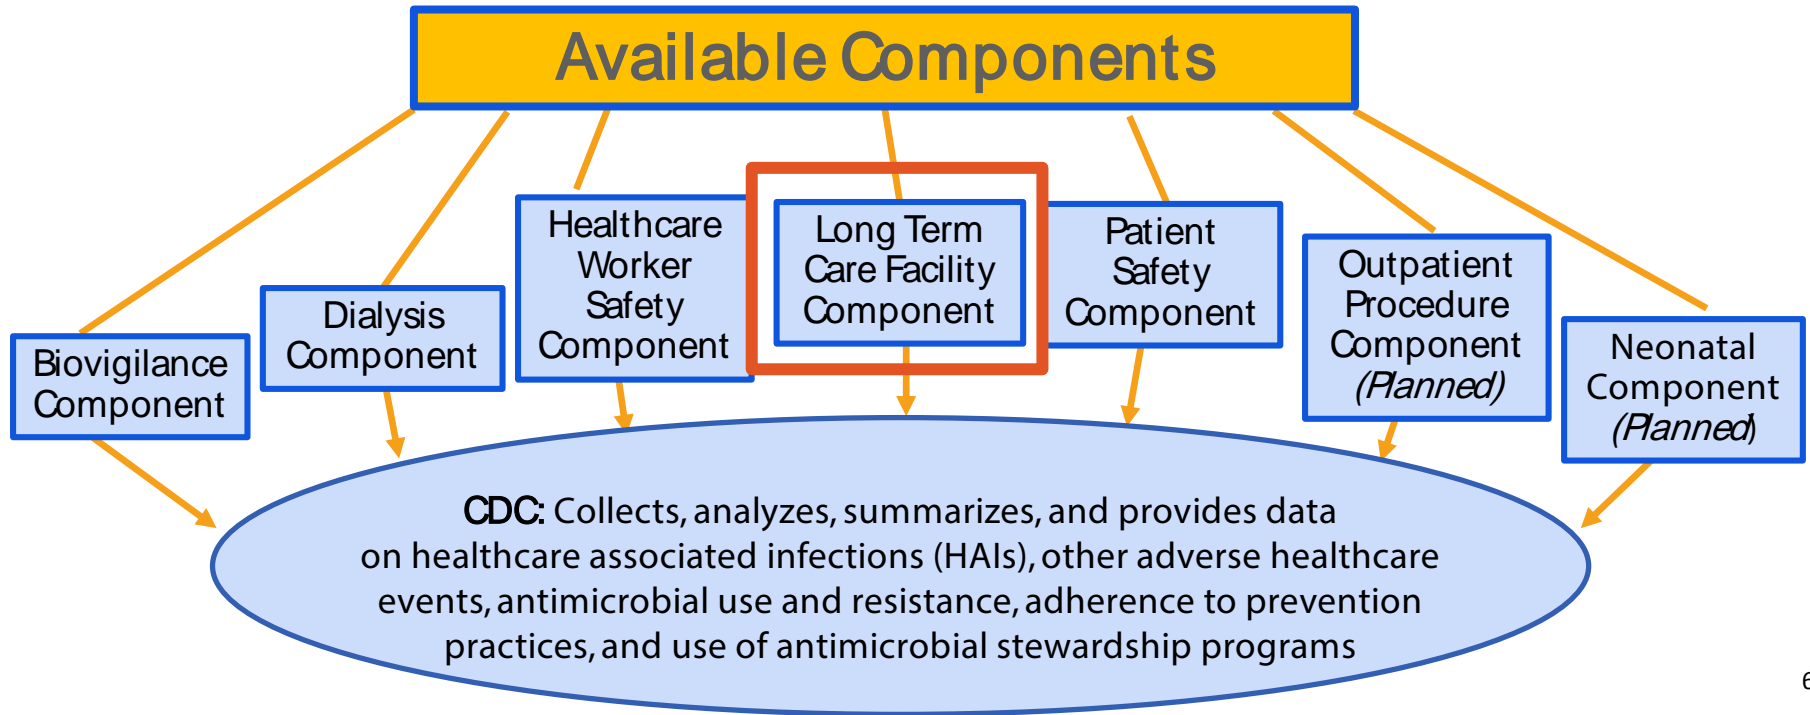 Available Components
Biovigilance
Component
Dialysis
Component
Healthcare
Worker
Safety
Component
Long Term
Care Facility
Component
Patient
Safety
Component
Outpatient
Procedure
Component
(Planned)
Neonatal
Component
(Planned)
CDC: Collects, analyzes, summarizes, and provides data
on healthcare associated infections (HAIs), other adverse healthcare
events, antimicrobial use and resistance, adherence to prevention
practices, and use of antimicrobial stewardship programs
6